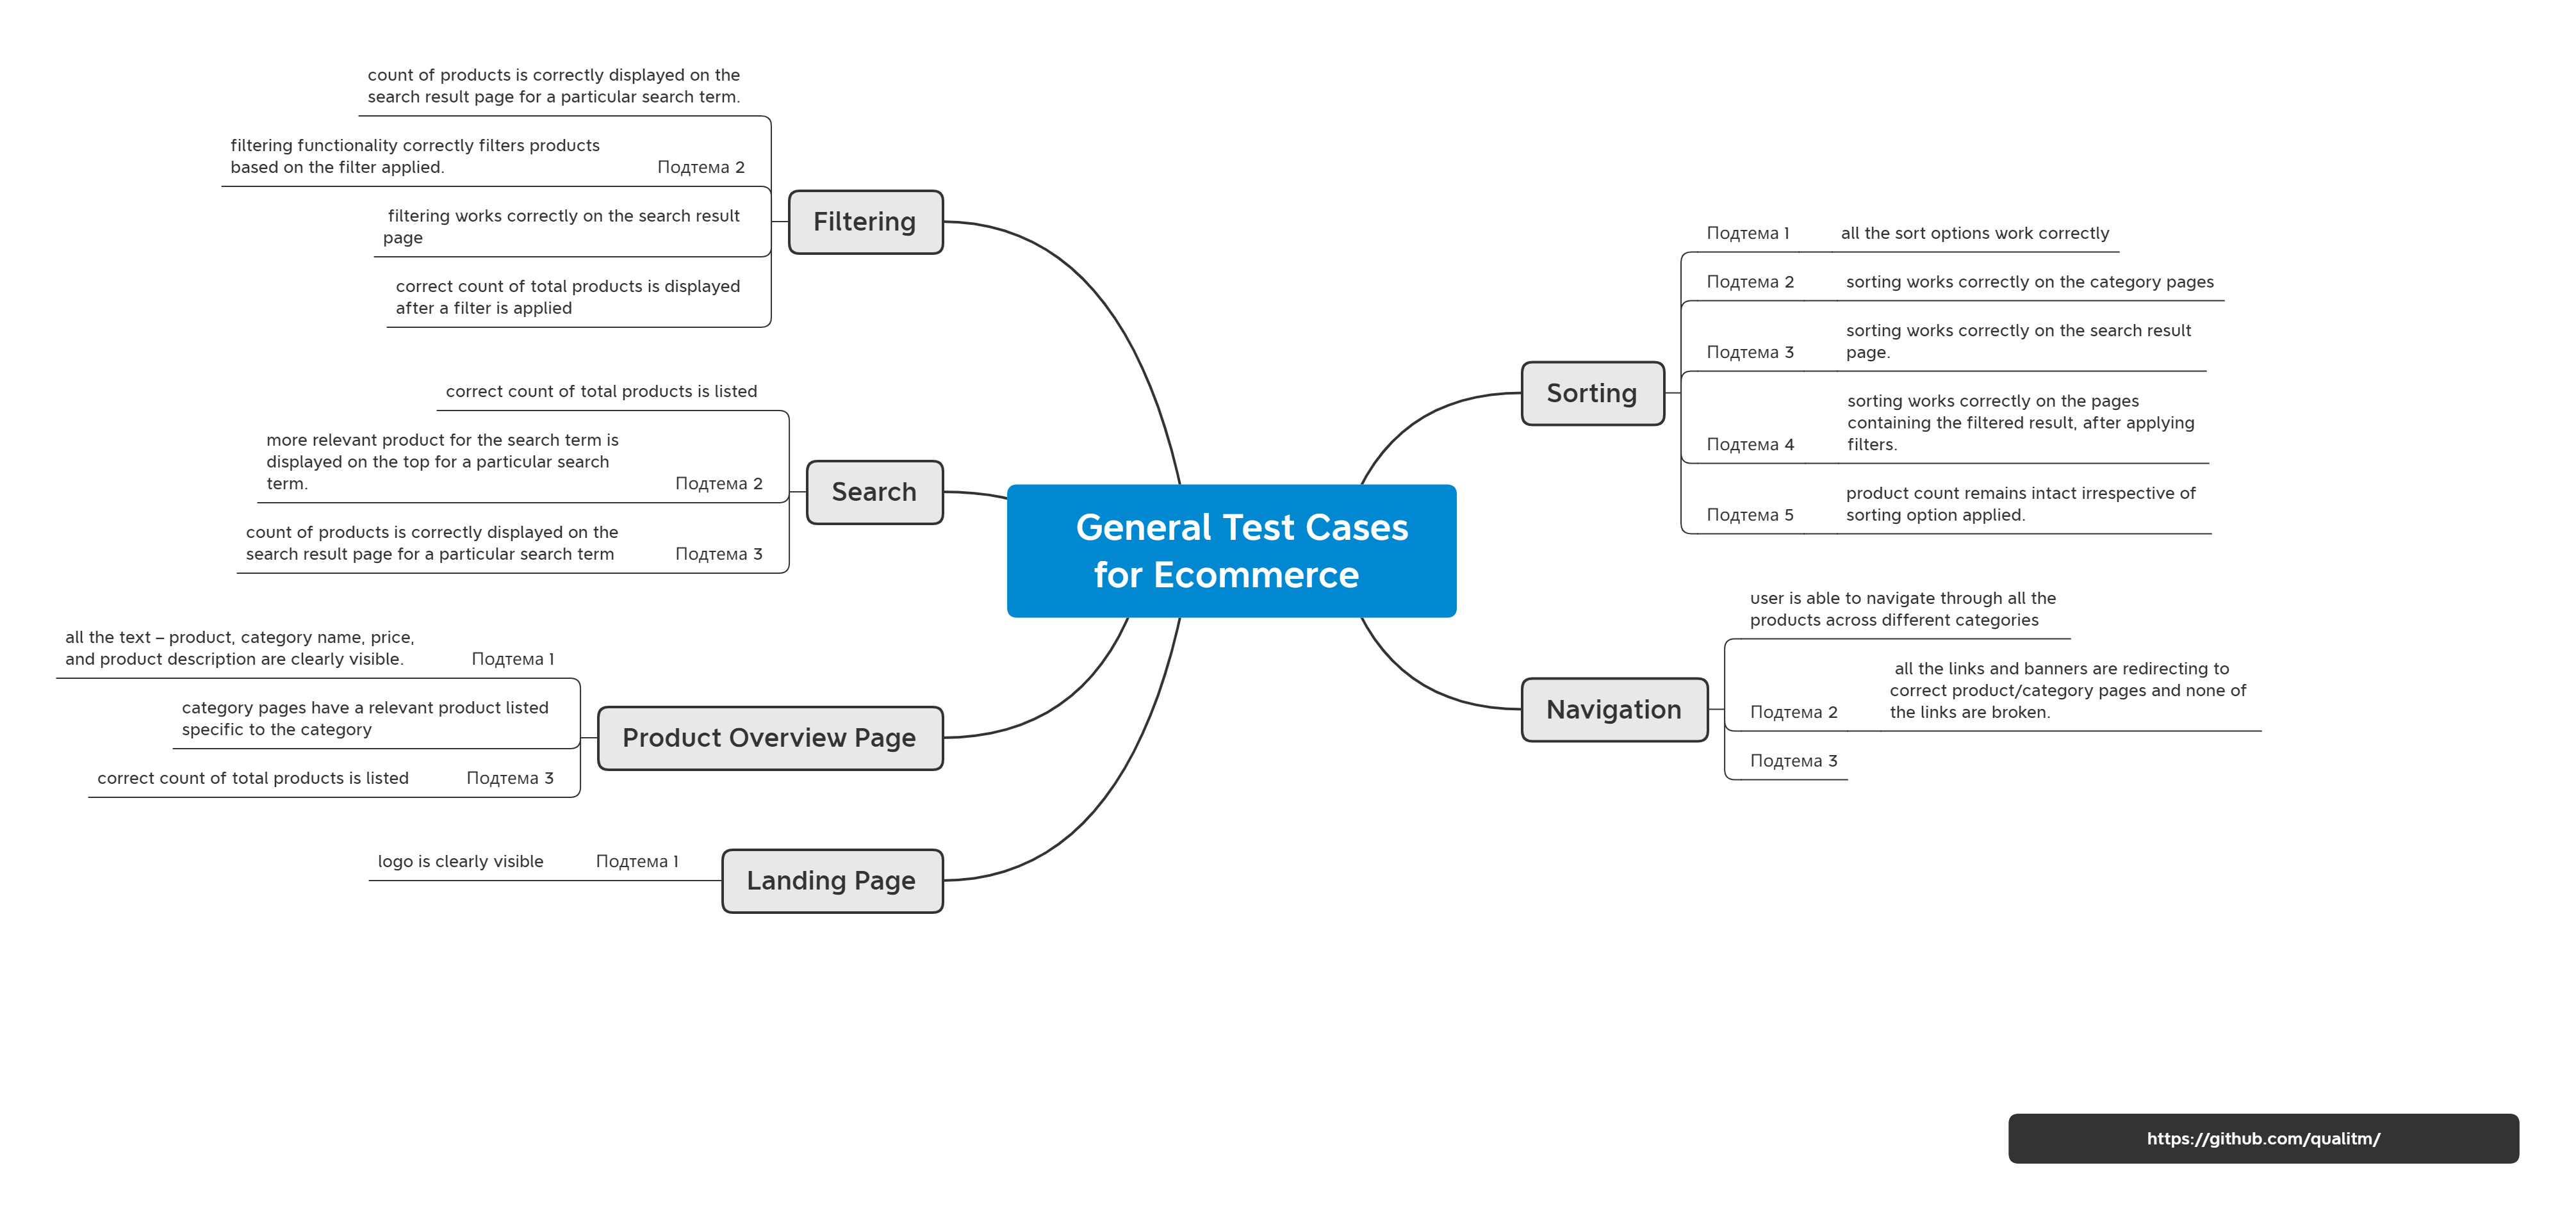 count of products is correctly displayed on the
search result page for a particular search term.
filtering functionality correctly filters products
based on the filter applied.
Подтема 2
filtering works correctly on the search result
page
correct count of total products is displayed
after a filter is applied
Filtering
correct count of total products is listed
more relevant product for the search term is
displayed on the top for a particular search
term.
Подтема 2
count of products is correctly displayed on the
search result page for a particular search term
Подтема 3
Search
all the text – product, category name, price,
and product description are clearly visible.
Подтема 1
category pages have a relevant product listed
specific to the category
correct count of total products is listed
Подтема 3
Product Overview Page
logo is clearly visible
Подтема 1
Landing Page
General Test Cases
for Ecommerce
Sorting
Подтема 1
all the sort options work correctly
Подтема 2
sorting works correctly on the category pages
Подтема 3
sorting works correctly on the search result
page.
Подтема 4
sorting works correctly on the pages
containing the filtered result, after applying
filters.
Подтема 5
product count remains intact irrespective of
sorting option applied.
Navigation
user is able to navigate through all the
products across different categories
Подтема 2
all the links and banners are redirecting to
correct product/category pages and none of
the links are broken.
Подтема 3
https://github.com/qualitm/